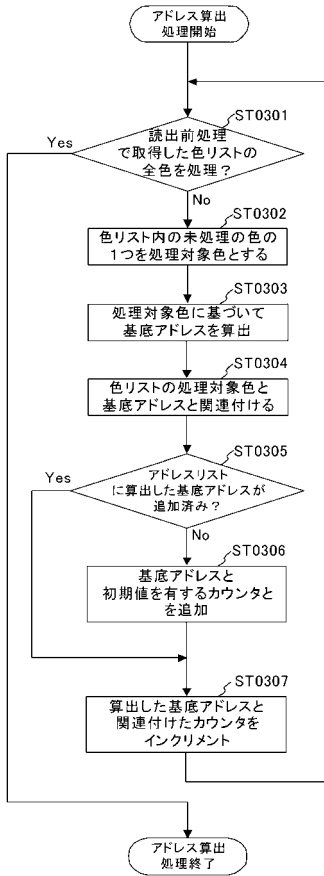 アドレス算出
処理開始
ST0301
Yes
読出前処理
で取得した色リストの
全色を処理？
No
ST0302
色リスト内の未処理の色の
1つを処理対象色とする
ST0303
処理対象色に基づいて
基底アドレスを算出
ST0304
色リストの処理対象色と
基底アドレスと関連付ける
ST0305
Yes
アドレスリスト
に算出した基底アドレスが
追加済み？
No
ST0306
基底アドレスと
初期値を有するカウンタと
を追加
ST0307
算出した基底アドレスと
関連付けたカウンタを
インクリメント
アドレス算出
処理終了